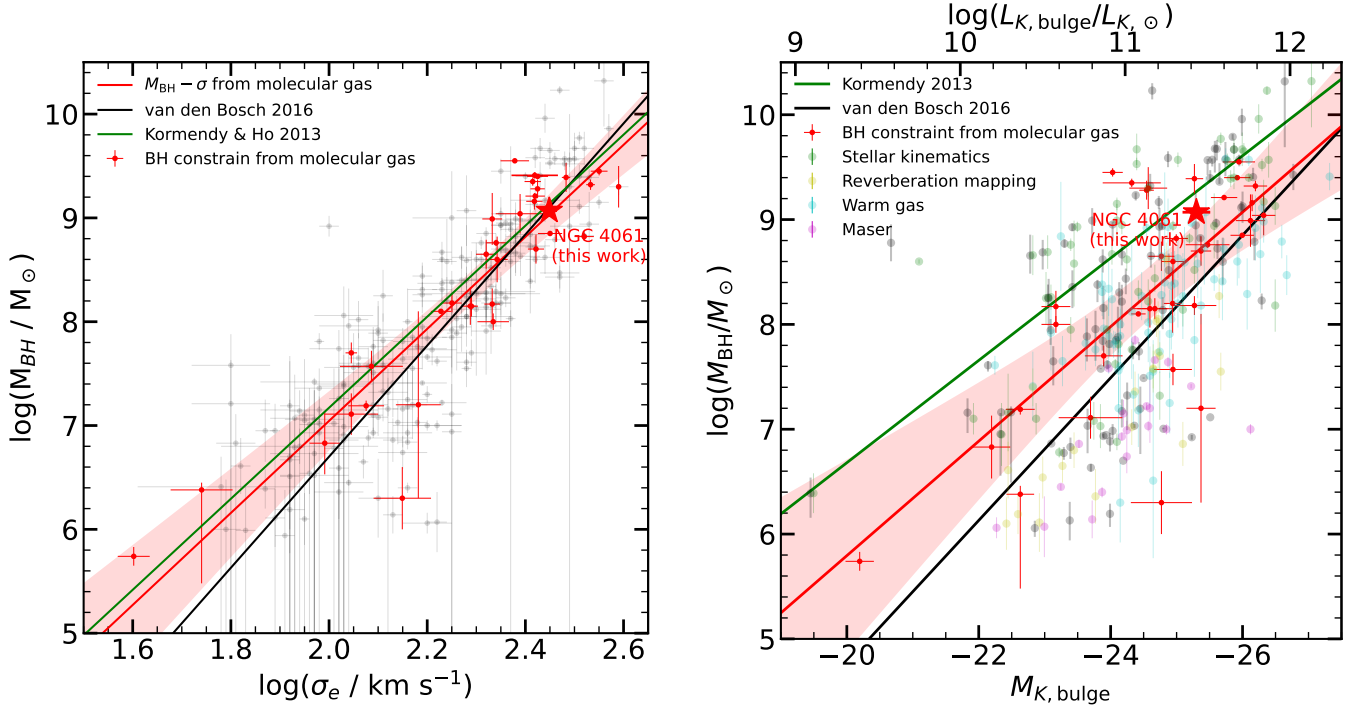 log(L_{K, bulge}/L_{K, ⊙})
9 10 11 12
M_BH − σ from molecular gas
van den Bosch 2016
Kormendy & Ho 2013
BH constrain from molecular gas
NGC 4061
(this work)
log(M_BH / M_⊙)
10
9
8
7
6
5
1.6 1.8 2.0 2.2 2.4 2.6
log(σ_e / km s⁻¹)
Kormendy 2013
van den Bosch 2016
BH constraint from molecular gas
Stellar kinematics
Reverberation mapping
Warm gas
Maser
NGC 4061
(this work)
log(M_BH/M_⊙)
10
9
8
7
6
5
−20 −22 −24 −26
M_{K, bulge}